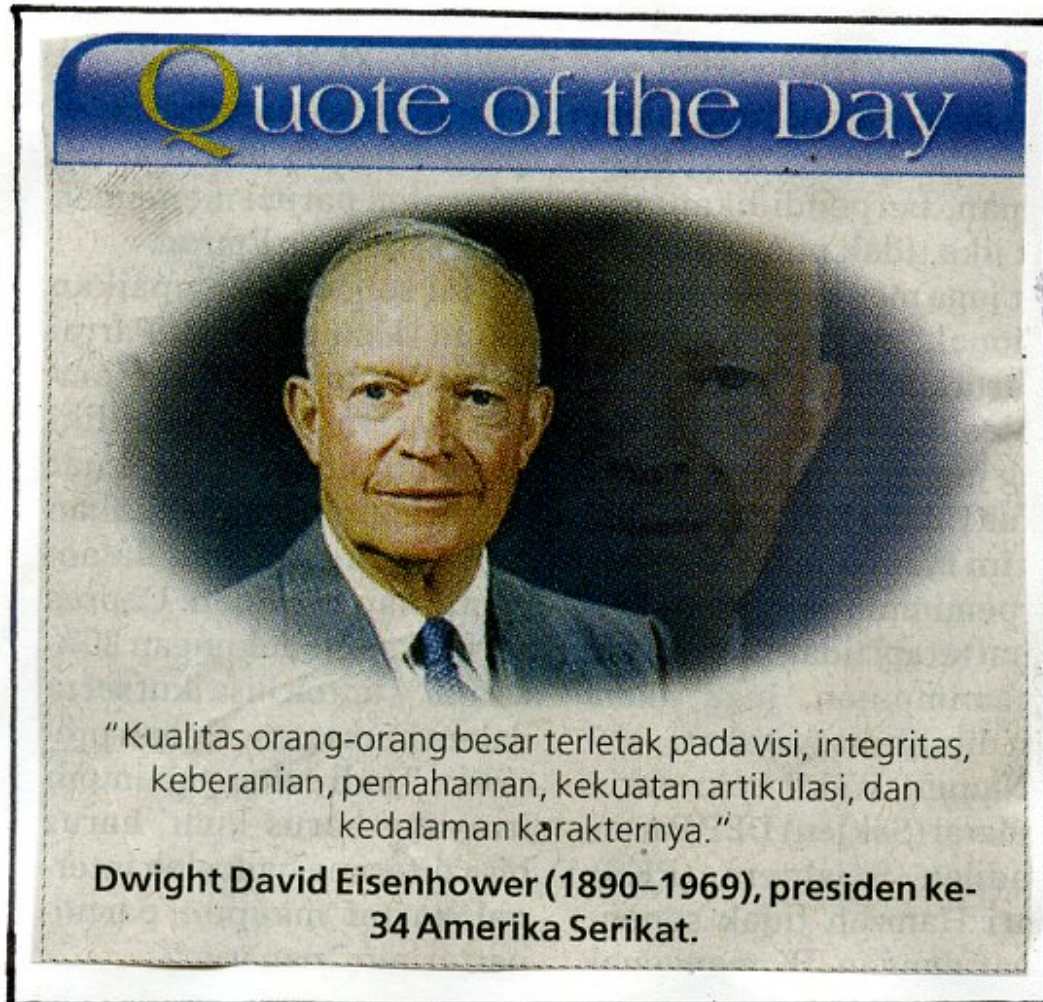 Quote of the Day
“Kualitas orang-orang besar terletak pada visi, integritas,
keberanian, pemahaman, kekuatan artikulasi, dan
kedalaman karakternya.”
Dwight David Eisenhower (1890–1969), presiden ke-
34 Amerika Serikat.